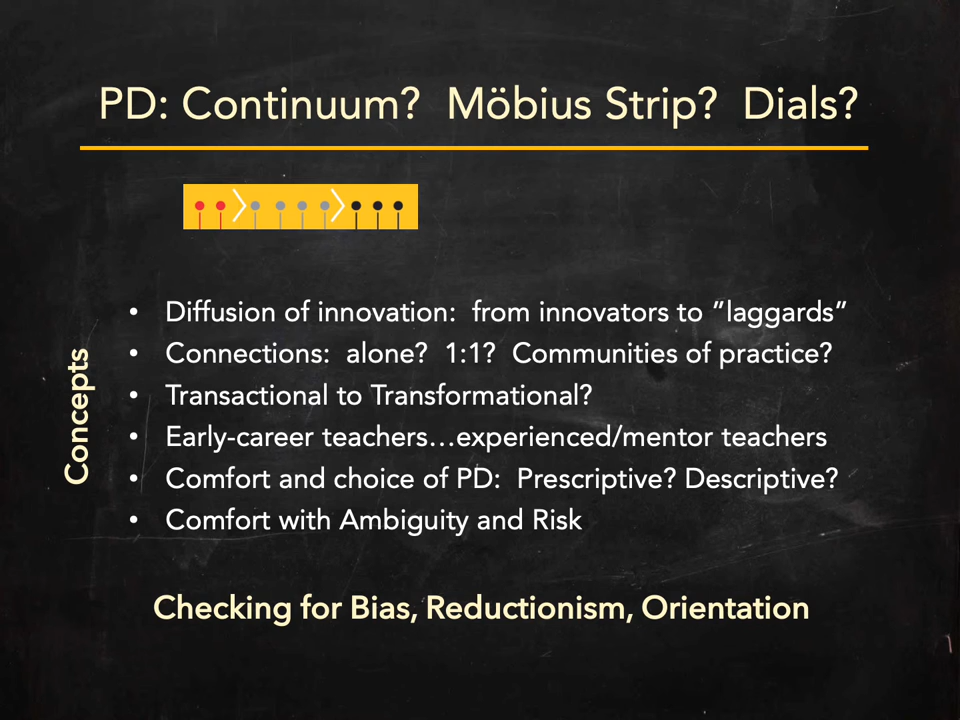 PD: Continuum? Möbius Strip? Dials?
Concepts
• Diffusion of innovation: from innovators to ”laggards”
• Connections: alone? 1:1? Communities of practice?
• Transactional to Transformational?
• Early-career teachers…experienced/mentor teachers
• Comfort and choice of PD: Prescriptive? Descriptive?
• Comfort with Ambiguity and Risk
Checking for Bias, Reductionism, Orientation